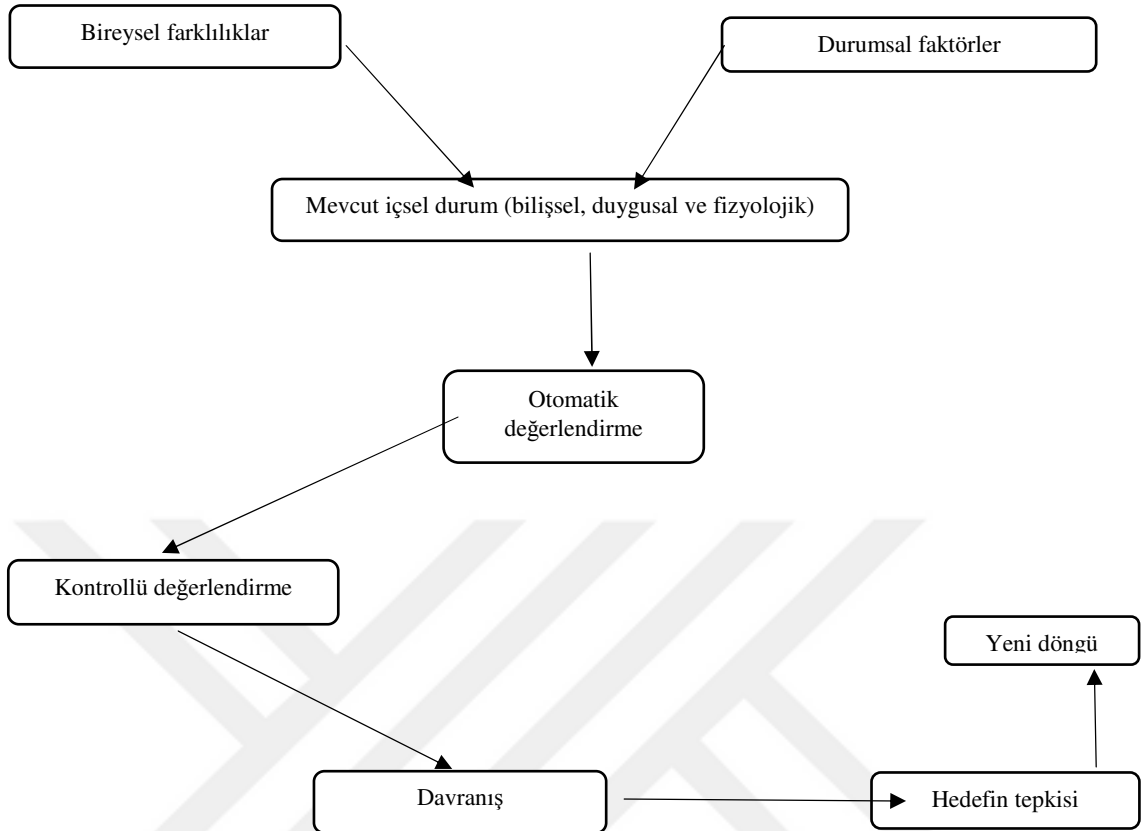 Bireysel farklılıklar
Durumsal faktörler
Mevcut içsel durum (bilişsel, duygusal ve fizyolojik)
Otomatik
değerlendirme
Kontrollü değerlendirme
Yeni döngü
Davranış
Hedefin tepkisi